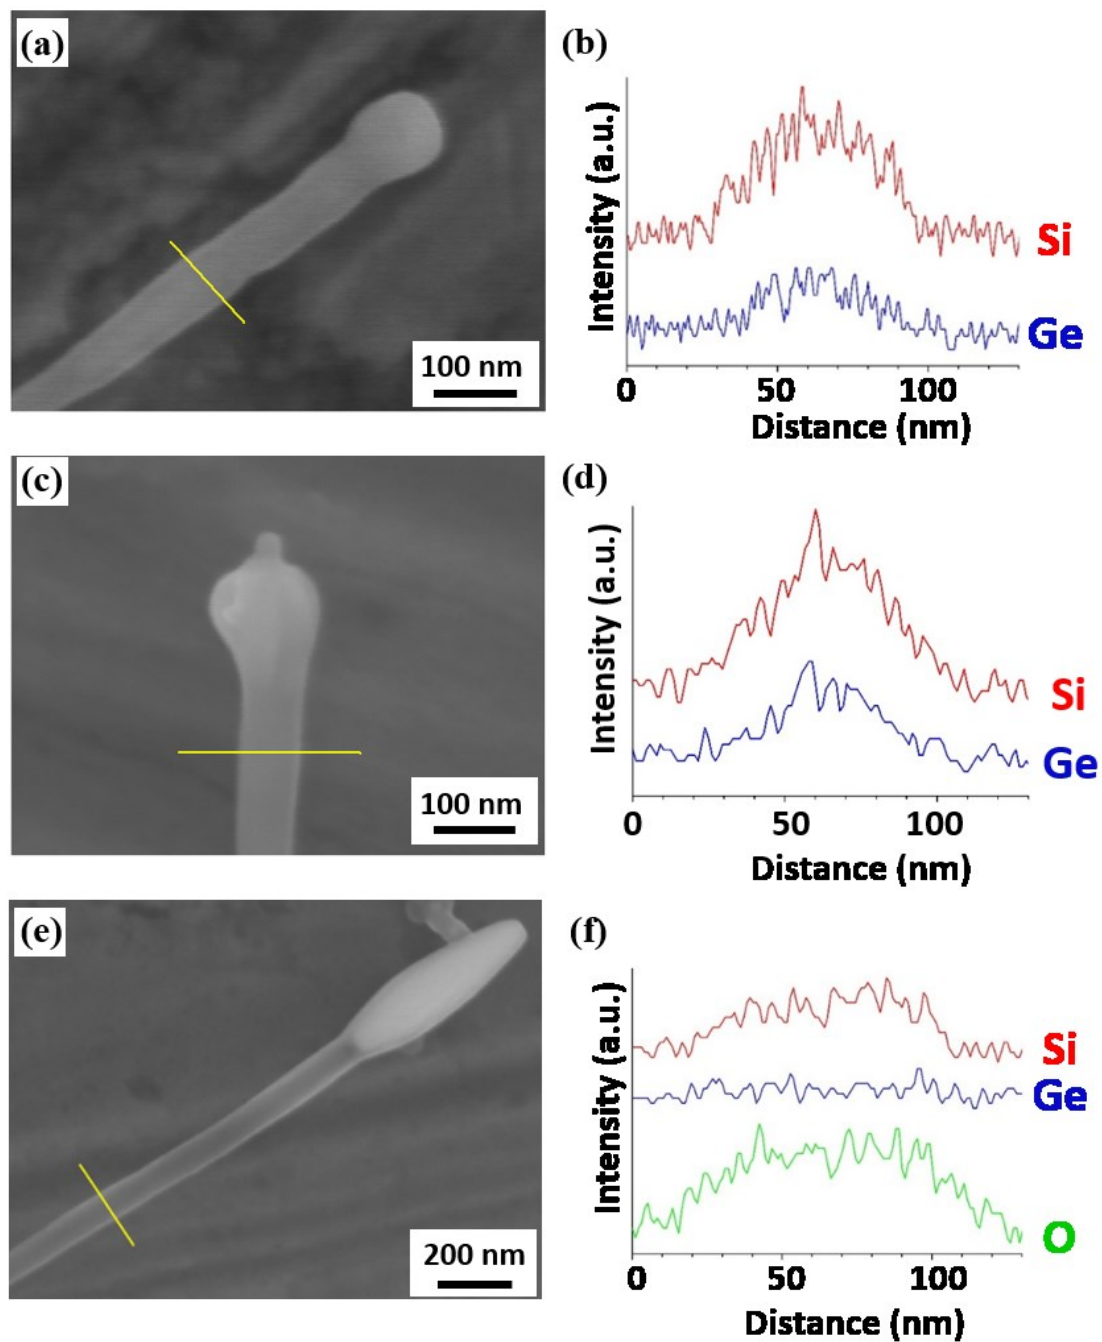 (a)
100 nm
(b)
Intensity (a.u.)
Si
Ge
0 50 100
Distance (nm)
(c)
100 nm
(d)
Intensity (a.u.)
Si
Ge
0 50 100
Distance (nm)
(e)
200 nm
(f)
Intensity (a.u.)
Si
Ge
O
0 50 100
Distance (nm)